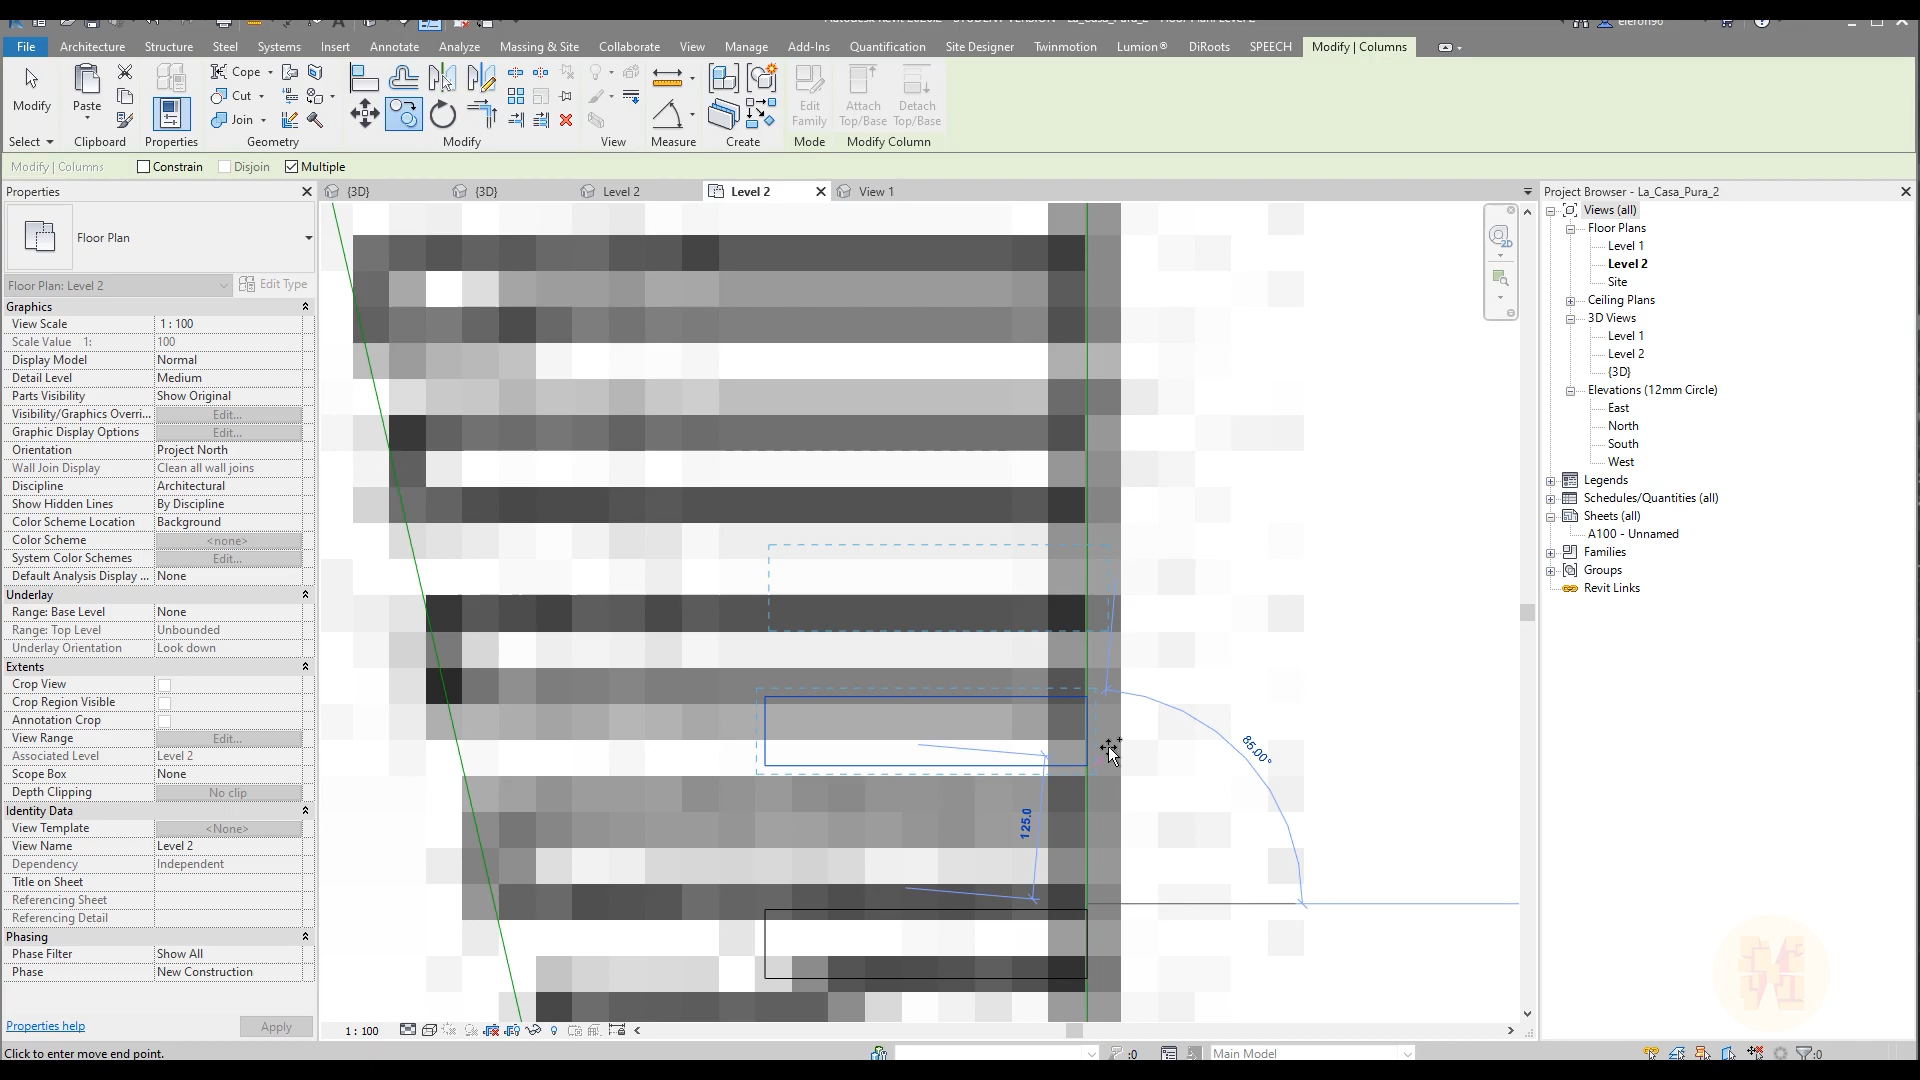 File Architecture Structure Steel Systems Insert Annotate Analyze Massing & Site Collaborate View Manage Add-Ins Quantification Site Designer Twinmotion Lumion® DiRoots SPEECH Modify | Columns
Modify Paste Cope Cut Join Edit Family Attach Top/Base Detach Top/Base
Select Clipboard Properties Geometry Modify View Measure Create Mode Modify Column
Modify | Columns Constrain Disjoin Multiple
Properties {3D} {3D} Level 2 Level 2 View 1 Project Browser - La_Casa_Pura_2
Floor Plan
Floor Plan: Level 2 Edit Type
Graphics
View Scale 1 : 100
Scale Value 1: 100
Display Model Normal
Detail Level Medium
Parts Visibility Show Original
Visibility/Graphics Overri... Edit...
Graphic Display Options Edit...
Orientation Project North
Wall Join Display Clean all wall joins
Discipline Architectural
Show Hidden Lines By Discipline
Color Scheme Location Background
Color Scheme <none>
System Color Schemes Edit...
Default Analysis Display ... None
Underlay
Range: Base Level None
Range: Top Level Unbounded
Underlay Orientation Look down
Extents
Crop View
Crop Region Visible
Annotation Crop
View Range Edit...
Associated Level Level 2
Scope Box None
Depth Clipping No clip
Identity Data
View Template <None>
View Name Level 2
Dependency Independent
Title on Sheet
Referencing Sheet
Referencing Detail
Phasing
Phase Filter Show All
Phase New Construction
Properties help Apply
2D
85.00°
125.0
Views (all)
Floor Plans
Level 1
Level 2
Site
Ceiling Plans
3D Views
Level 1
Level 2
{3D}
Elevations (12mm Circle)
East
North
South
West
Legends
Schedules/Quantities (all)
Sheets (all)
A100 - Unnamed
Families
Groups
Revit Links
1 : 100
Click to enter move end point. :0 Main Model :0